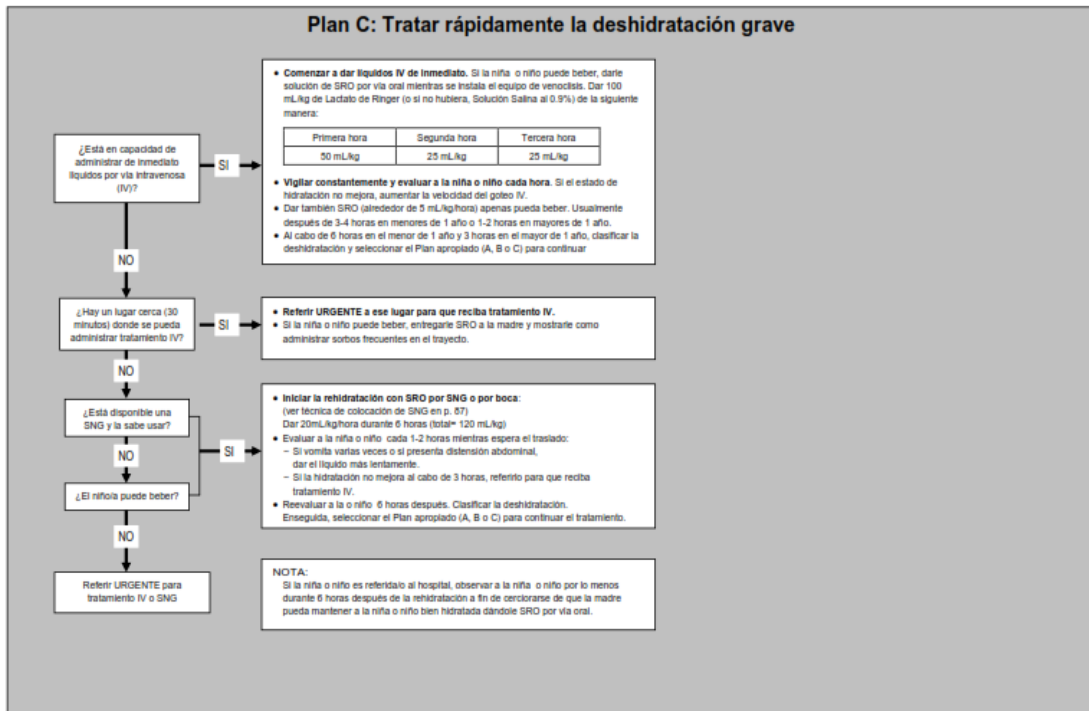 Plan C: Tratar rápidamente la deshidratación grave
¿Está en capacidad de
administrar de inmediato
líquidos por vía intravenosa
(IV)?
SI
● Comenzar a dar líquidos IV de inmediato. Si la niña o niño puede beber, darle
solución de SRO por vía oral mientras se instala el equipo de venoclisis. Dar 100
mL/kg de Lactato de Ringer (o si no hubiera, Solución Salina al 0.9%) de la siguiente
manera:
Primera hora Segunda hora Tercera hora
50 mL/kg 25 mL/kg 25 mL/kg
● Vigilar constantemente y evaluar a la niña o niño cada hora. Si el estado de
hidratación no mejora, aumentar la velocidad del goteo IV.
● Dar también SRO (alrededor de 5 mL/kg/hora) apenas pueda beber. Usualmente
después de 3-4 horas en menores de 1 año o 1-2 horas en mayores de 1 año.
● Al cabo de 6 horas en el menor de 1 año y 3 horas en el mayor de 1 año, clasificar la
deshidratación y seleccionar el Plan apropiado (A, B o C) para continuar
NO
¿Hay un lugar cerca (30
minutos) donde se pueda
administrar tratamiento IV?
SI
● Referir URGENTE a ese lugar para que reciba tratamiento IV.
● Si la niña o niño puede beber, entregarle SRO a la madre y mostrarle como
administrar sorbos frecuentes en el trayecto.
NO
¿Está disponible una
SNG y la sabe usar?
NO
¿El niño/a puede beber?
SI
● Iniciar la rehidratación con SRO por SNG o por boca:
(ver técnica de colocación de SNG en p. 87)
Dar 20mL/kg/hora durante 6 horas (total= 120 mL/kg)
● Evaluar a la niña o niño cada 1-2 horas mientras espera el traslado:
– Si vomita varias veces o si presenta distensión abdominal,
dar el líquido más lentamente.
– Si la hidratación no mejora al cabo de 3 horas, referirlo para que reciba
tratamiento IV.
● Reevaluar a la o niño 6 horas después. Clasificar la deshidratación.
Enseguida, seleccionar el Plan apropiado (A, B o C) para continuar el tratamiento.
NO
Referir URGENTE para
tratamiento IV o SNG
NOTA:
Si la niña o niño es referida/o al hospital, observar a la niña o niño por lo menos
durante 6 horas después de la rehidratación a fin de cerciorarse de que la madre
pueda mantener a la niña o niño bien hidratada dándole SRO por vía oral.